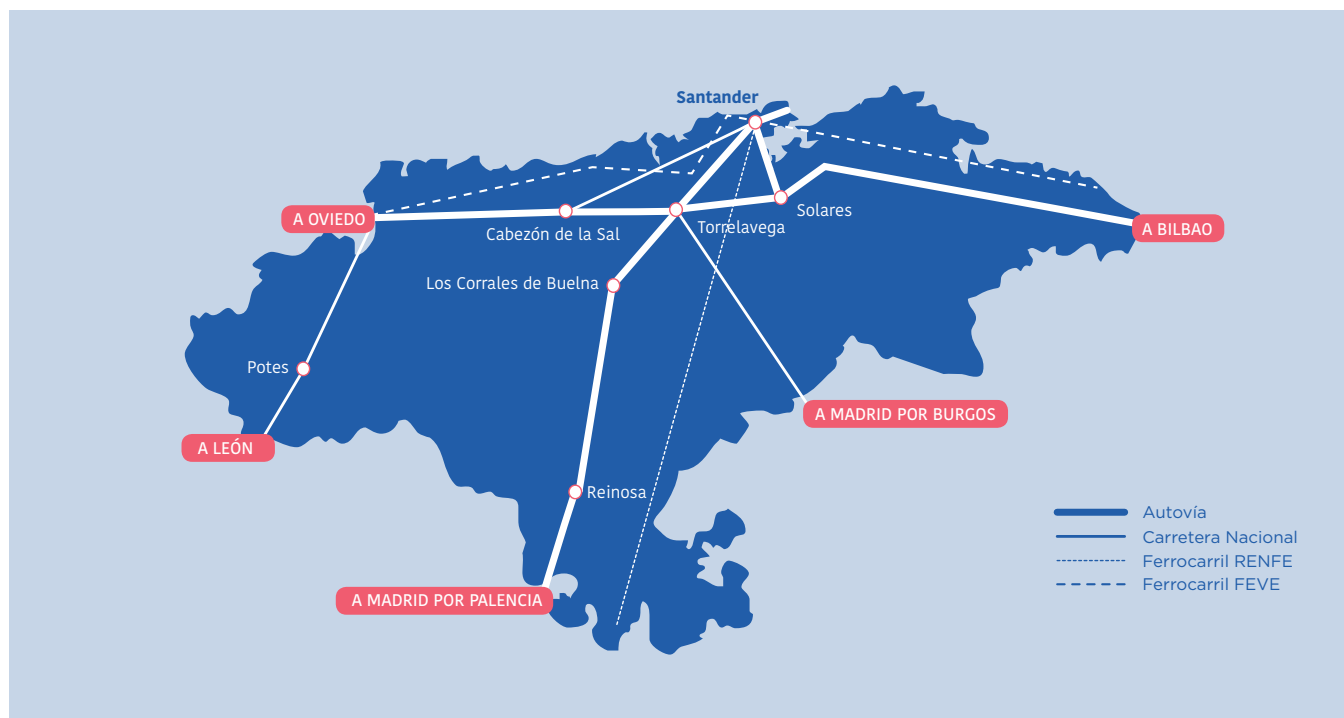 Santander
A OVIEDO
Solares
Cabezón de la Sal
Torrelavega
A BILBAO
Los Corrales de Buelna
Potes
A MADRID POR BURGOS
A LEÓN
Reinosa
A MADRID POR PALENCIA
Autovía
Carretera Nacional
Ferrocarril RENFE
Ferrocarril FEVE